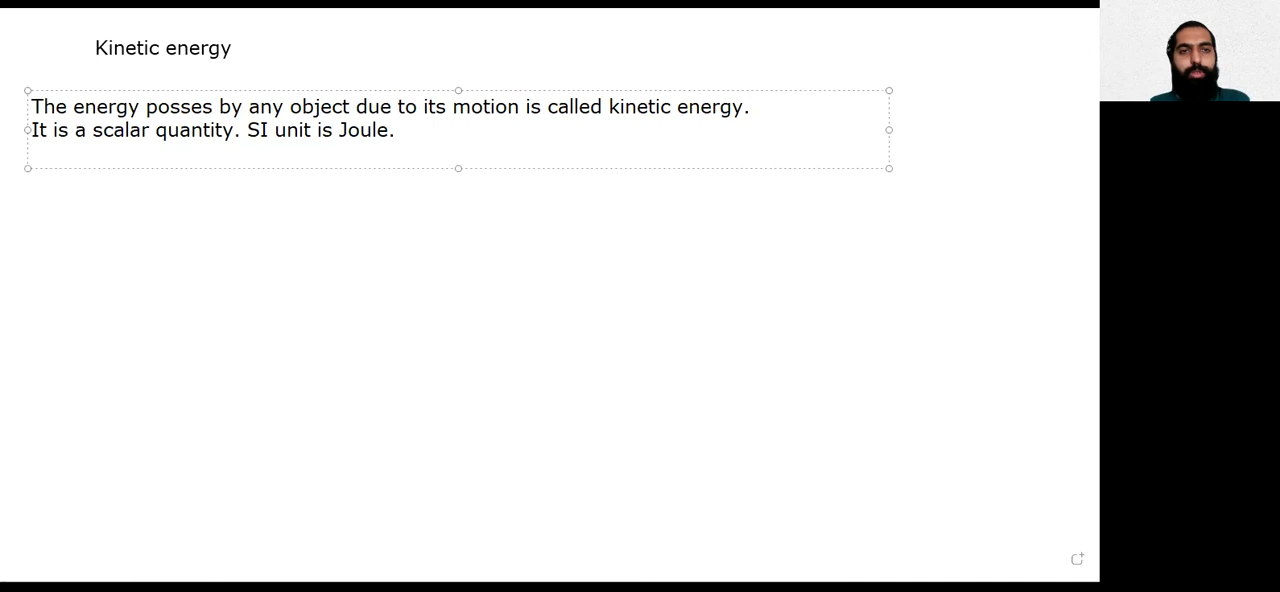 Kinetic energy
The energy posses by any object due to its motion is called kinetic energy.
It is a scalar quantity. SI unit is Joule.